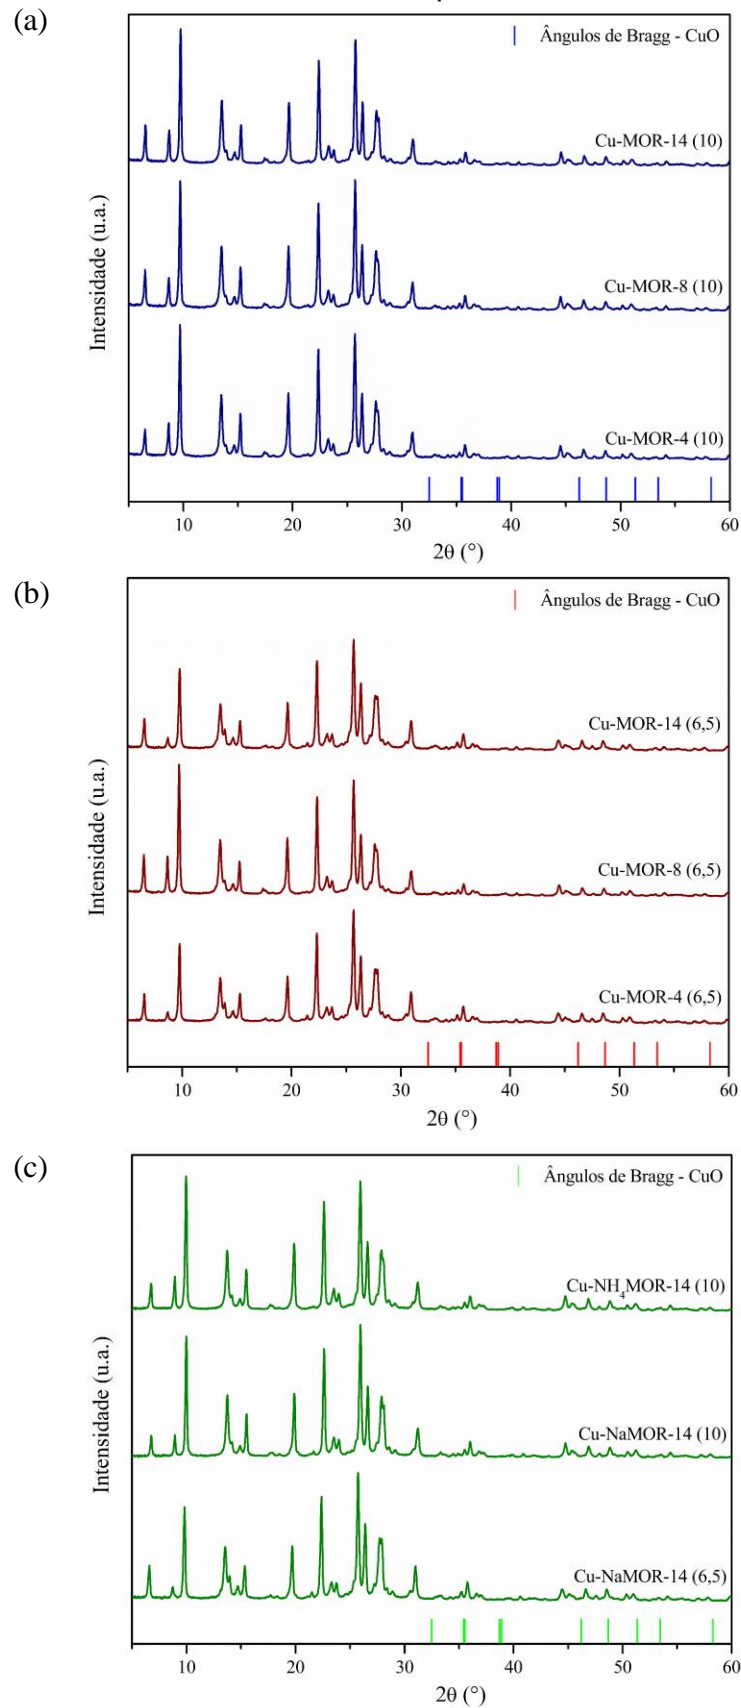 (a)
Ângulos de Bragg - CuO
Cu-MOR-14 (10)
Cu-MOR-8 (10)
Cu-MOR-4 (10)
Intensidade (u.a.)
10 20 30 40 50 60
2θ (°)
(b)
Ângulos de Bragg - CuO
Cu-MOR-14 (6,5)
Cu-MOR-8 (6,5)
Cu-MOR-4 (6,5)
Intensidade (u.a.)
10 20 30 40 50 60
2θ (°)
(c)
Ângulos de Bragg - CuO
Cu-NH₄MOR-14 (10)
Cu-NaMOR-14 (10)
Cu-NaMOR-14 (6,5)
Intensidade (u.a.)
10 20 30 40 50 60
2θ (°)